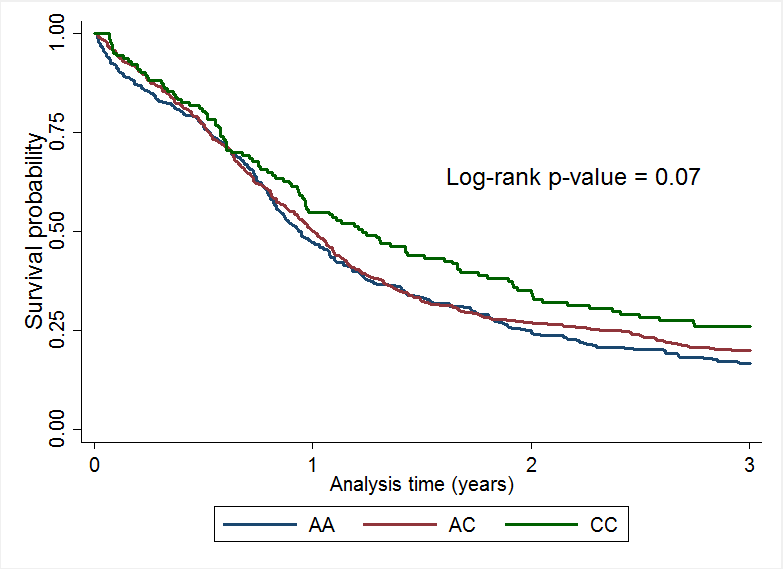 1.00
0.75
0.50
0.25
0.00
Survival probability
Log-rank p-value = 0.07
0 1 2 3
Analysis time (years)
AA AC CC